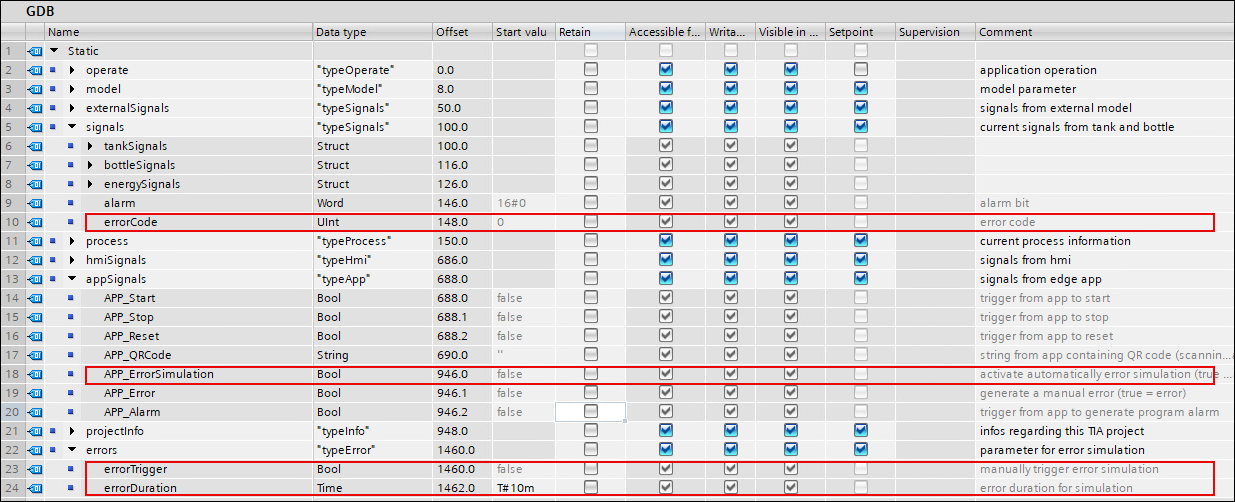 GDB
Name Data type Offset Start valu Retain Accessible f... Writa... Visible in ... Setpoint Supervision Comment
1 Static
2 operate "typeOperate" 0.0 application operation
3 model "typeModel" 8.0 model parameter
4 externalSignals "typeSignals" 50.0 signals from external model
5 signals "typeSignals" 100.0 current signals from tank and bottle
6 tankSignals Struct 100.0
7 bottleSignals Struct 116.0
8 energySignals Struct 126.0
9 alarm Word 146.0 16#0 alarm bit
10 errorCode UInt 148.0 0 error code
11 process "typeProcess" 150.0 current process information
12 hmiSignals "typeHmi" 686.0 signals from hmi
13 appSignals "typeApp" 688.0 signals from edge app
14 APP_Start Bool 688.0 false trigger from app to start
15 APP_Stop Bool 688.1 false trigger from app to stop
16 APP_Reset Bool 688.2 false trigger from app to reset
17 APP_QRCode String 690.0 '' string from app containing QR code (scannin...
18 APP_ErrorSimulation Bool 946.0 false activate automatically error simulation (true ...
19 APP_Error Bool 946.1 false generate a manual error (true = error)
20 APP_Alarm Bool 946.2 false trigger from app to generate program alarm
21 projectInfo "typeInfo" 948.0 infos regarding this TIA project
22 errors "typeError" 1460.0 parameter for error simulation
23 errorTrigger Bool 1460.0 false manually trigger error simulation
24 errorDuration Time 1462.0 T#10m error duration for simulation